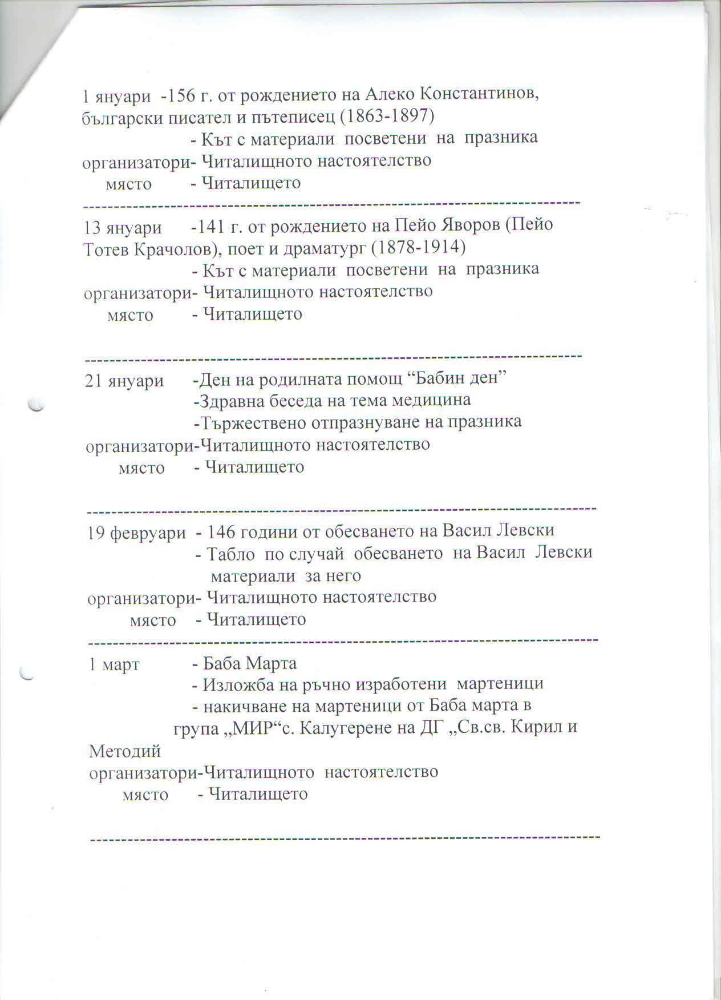 1 януари -156 г. от рождението на Алеко Константинов,
български писател и пътеписец (1863-1897)
- Кът с материали посветени на празника
организатори- Читалищното настоятелство
място - Читалището
13 януари -141 г. от рождението на Пейо Яворов (Пейо
Тотев Крачолов), поет и драматург (1878-1914)
- Кът с материали посветени на празника
организатори- Читалищното настоятелство
място - Читалището
21 януари -Ден на родилната помощ “Бабин ден”
-Здравна беседа на тема медицина
-Тържествено отпразнуване на празника
организатори-Читалищното настоятелство
място - Читалището
19 февруари - 146 години от обесването на Васил Левски
- Табло по случай обесването на Васил Левски
материали за него
организатори- Читалищното настоятелство
място - Читалището
1 март - Баба Марта
- Изложба на ръчно изработени мартеници
- накичване на мартеници от Баба марта в
група „МИР“с. Калугерене на ДГ „Св.св. Кирил и
Методий
организатори-Читалищното настоятелство
място - Читалището